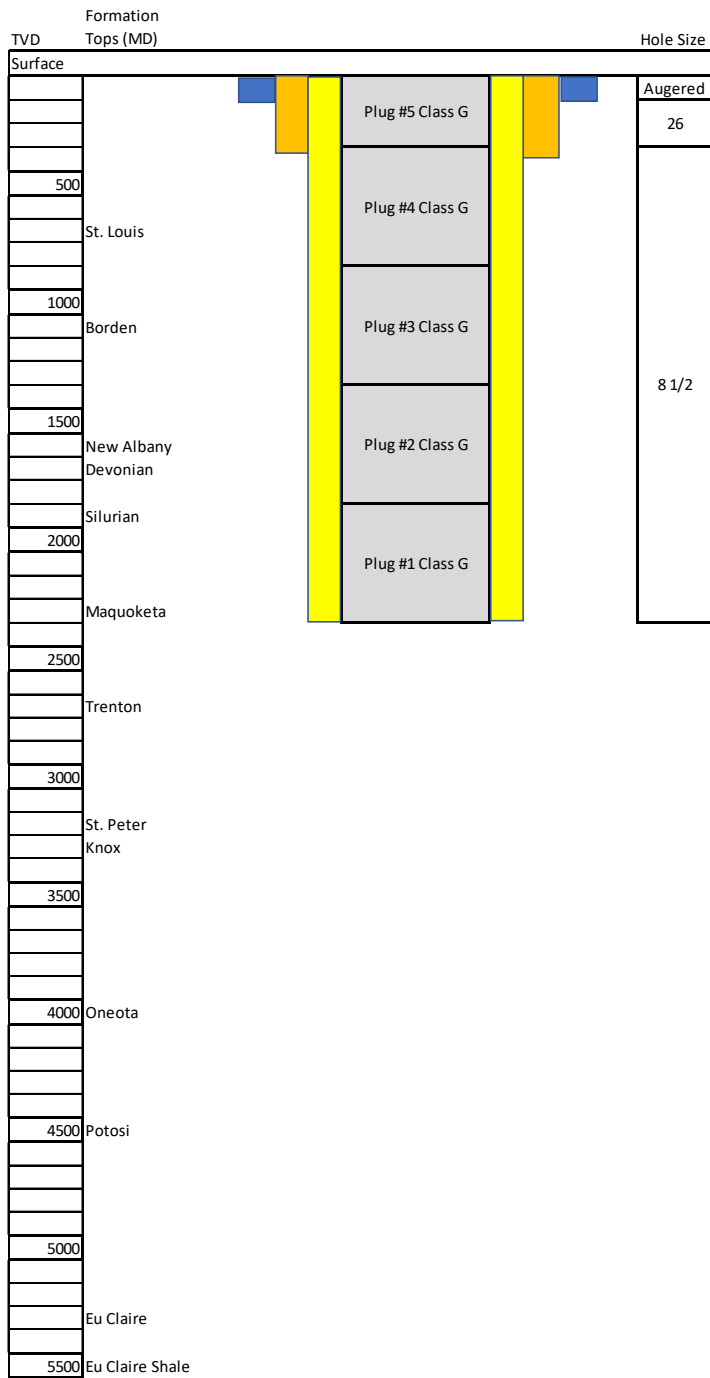 Formation
TVD Tops (MD) Hole Size
Surface
Augered
Plug #5 Class G
26
500
Plug #4 Class G
St. Louis
1000
Borden
Plug #3 Class G
8 1/2
1500
New Albany
Plug #2 Class G
Devonian
Silurian
2000
Plug #1 Class G
Maquoketa
2500
Trenton
3000
St. Peter
Knox
3500
4000 Oneota
4500 Potosi
5000
Eu Claire
5500 Eu Claire Shale